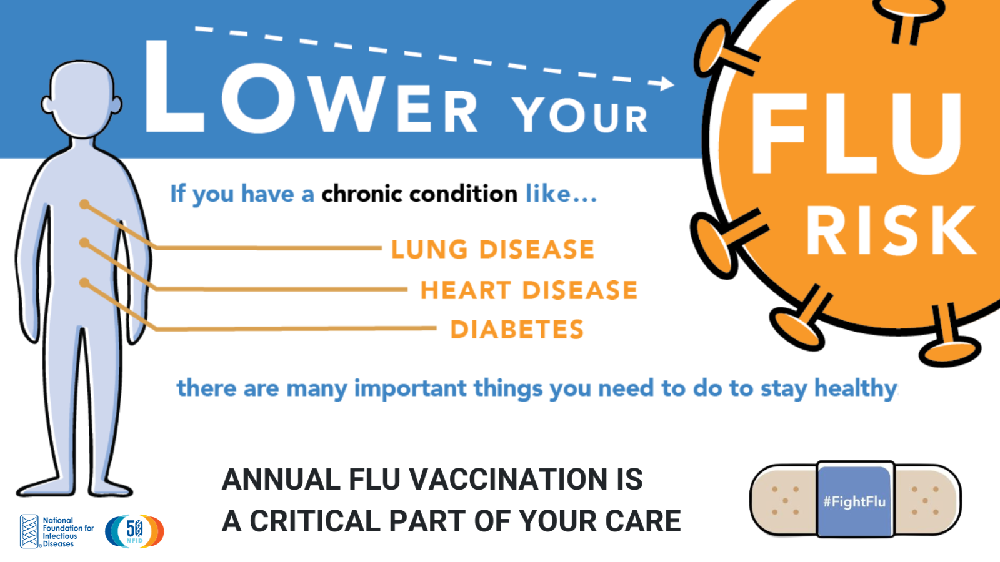 LOWER YOUR
FLU
RISK
If you have a chronic condition like...
LUNG DISEASE
HEART DISEASE
DIABETES
there are many important things you need to do to stay healthy
ANNUAL FLU VACCINATION IS
A CRITICAL PART OF YOUR CARE
#FightFlu
National
Foundation for
Infectious
® Diseases
50
NFID